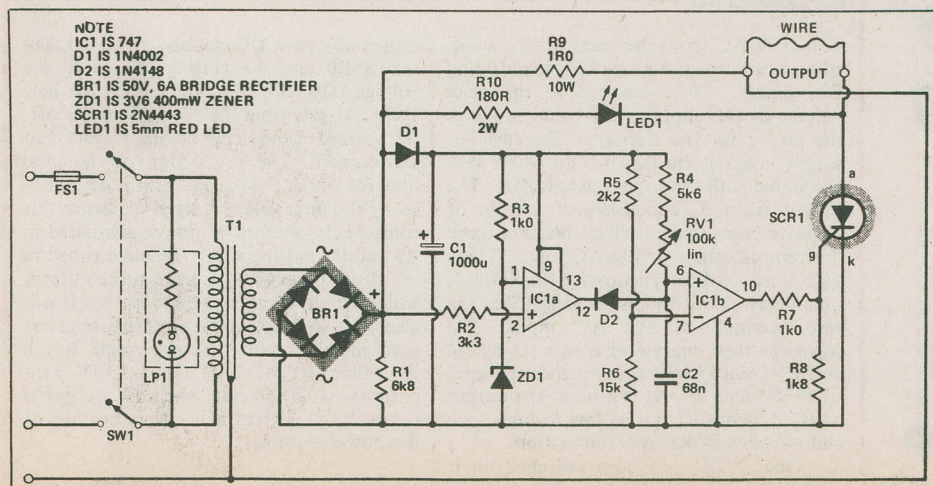 NOTE
IC1 IS 747
D1 IS 1N4002
D2 IS 1N4148
BR1 IS 50V, 6A BRIDGE RECTIFIER
ZD1 IS 3V6 400mW ZENER
SCR1 IS 2N4443
LED1 IS 5mm RED LED
WIRE
OUTPUT
R9
1R0
10W
R10
180R
2W
LED1
D1
FS1
T1
R3
1k0
R5
2k2
R4
5k6
RV1
100k
lin
SCR1
a
g
k
C1
1000u
+
~
BR1
+
-
~
1
9
13
IC1a
12
2
-
+
D2
6
+
IC1b
10
7
-
4
R7
1k0
R2
3k3
LP1
R1
6k8
ZD1
R6
15k
C2
68n
R8
1k8
SW1